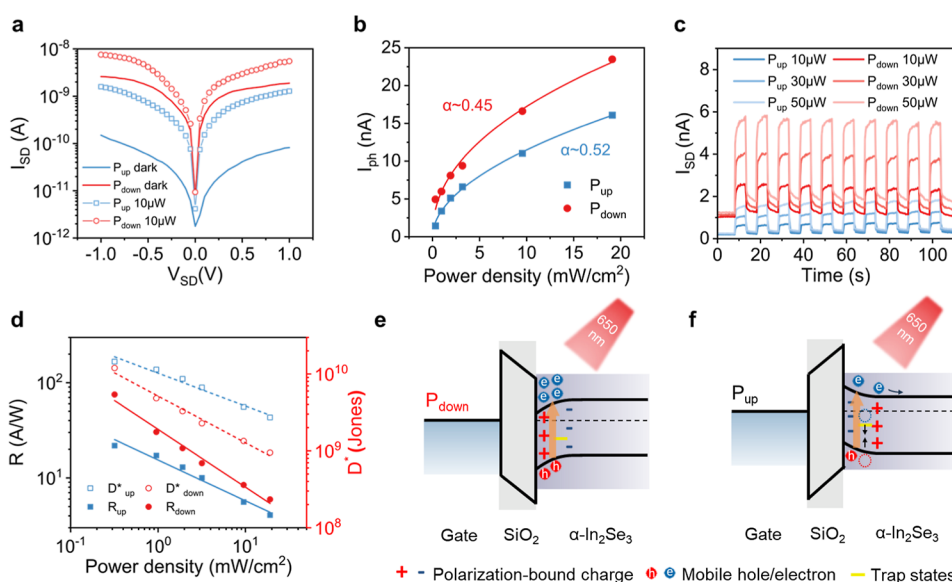 a
10⁻⁸
10⁻⁹
10⁻¹⁰
10⁻¹¹
10⁻¹²
I_SD (A)
P_up dark
P_down dark
P_up 10μW
P_down 10μW
-1.0 -0.5 0.0 0.5 1.0
V_SD(V)
b
25
20
15
10
5
0
I_ph (nA)
α~0.45
α~0.52
P_up
P_down
0 5 10 15 20
Power density (mW/cm²)
c
P_up 10μW P_down 10μW
P_up 30μW P_down 30μW
P_up 50μW P_down 50μW
8
6
4
2
0
I_SD (nA)
0 20 40 60 80 100
Time (s)
d
10²
10¹
R (A/W)
10¹⁰
10⁹
10⁸
D* (Jones)
D*_up D*_down
R_up R_down
10⁻¹ 10⁰ 10¹ 10²
Power density (mW/cm²)
e
650
nm
P_down
e e
e e
+ -
+ -
+ -
h h
Gate SiO₂ α-In₂Se₃
f
650
nm
P_up
e e
- +
- +
- +
h
Gate SiO₂ α-In₂Se₃
+ - Polarization-bound charge h e Mobile hole/electron - Trap states